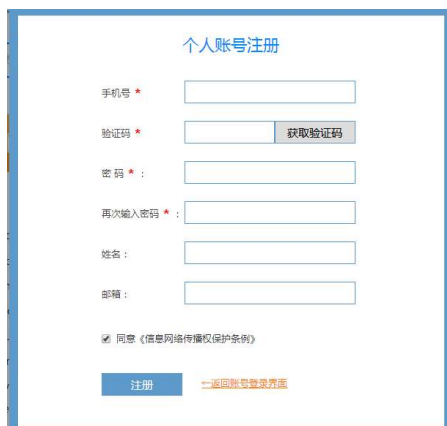 个人账号注册
手机号 *
验证码 * 获取验证码
密 码 * ：
再次输入密码 * ：
姓名：
邮箱：
同意《信息网络传播权保护条例》
注册 ←返回账号登录界面